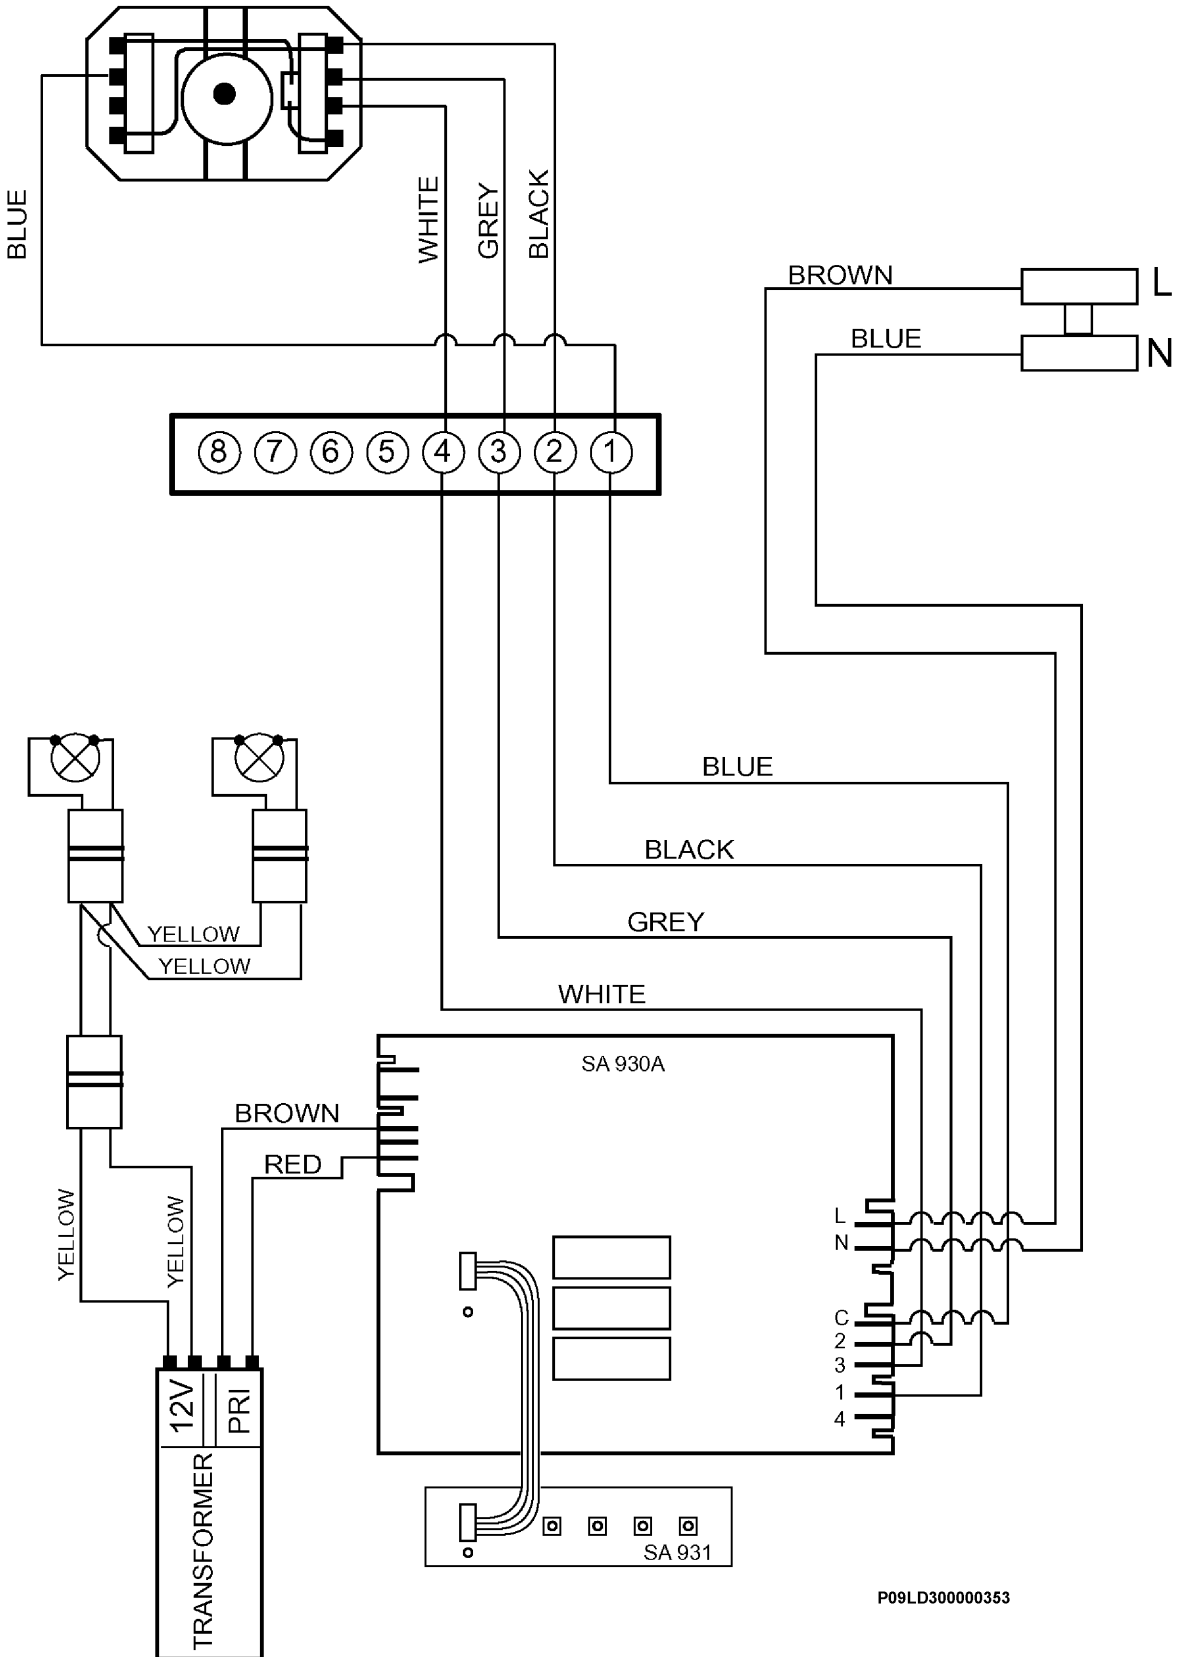 BLUE
WHITE
GREY
BLACK
BROWN
L
BLUE
N
8 7 6 5 4 3 2 1
BLUE
BLACK
GREY
WHITE
YELLOW
YELLOW
SA 930A
BROWN
RED
YELLOW
YELLOW
L
N
C
2
3
1
4
12V
PRI
TRANSFORMER
SA 931
P09LD300000353